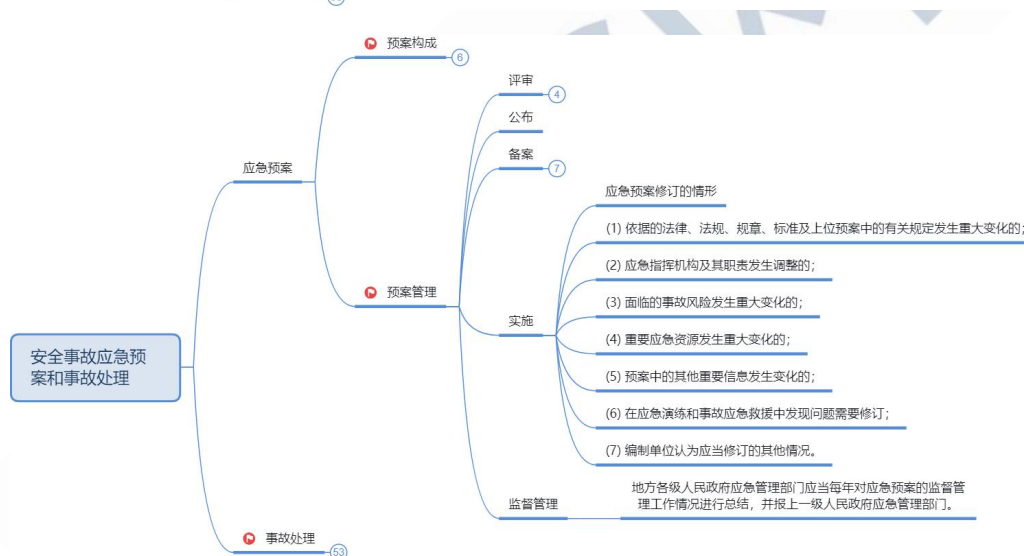 预案构成
6
评审
4
公布
备案
7
应急预案
应急预案修订的情形
(1) 依据的法律、法规、规章、标准及上位预案中的有关规定发生重大变化的;
(2) 应急指挥机构及其职责发生调整的;
(3) 面临的事故风险发生重大变化的;
预案管理
实施
(4) 重要应急资源发生重大变化的;
安全事故应急预
案和事故处理
(5) 预案中的其他重要信息发生变化的;
(6) 在应急演练和事故应急救援中发现问题需要修订;
(7) 编制单位认为应当修订的其他情况。
监督管理
地方各级人民政府应急管理部门应当每年对应急预案的监督管
理工作情况进行总结，并报上一级人民政府应急管理部门。
事故处理
53